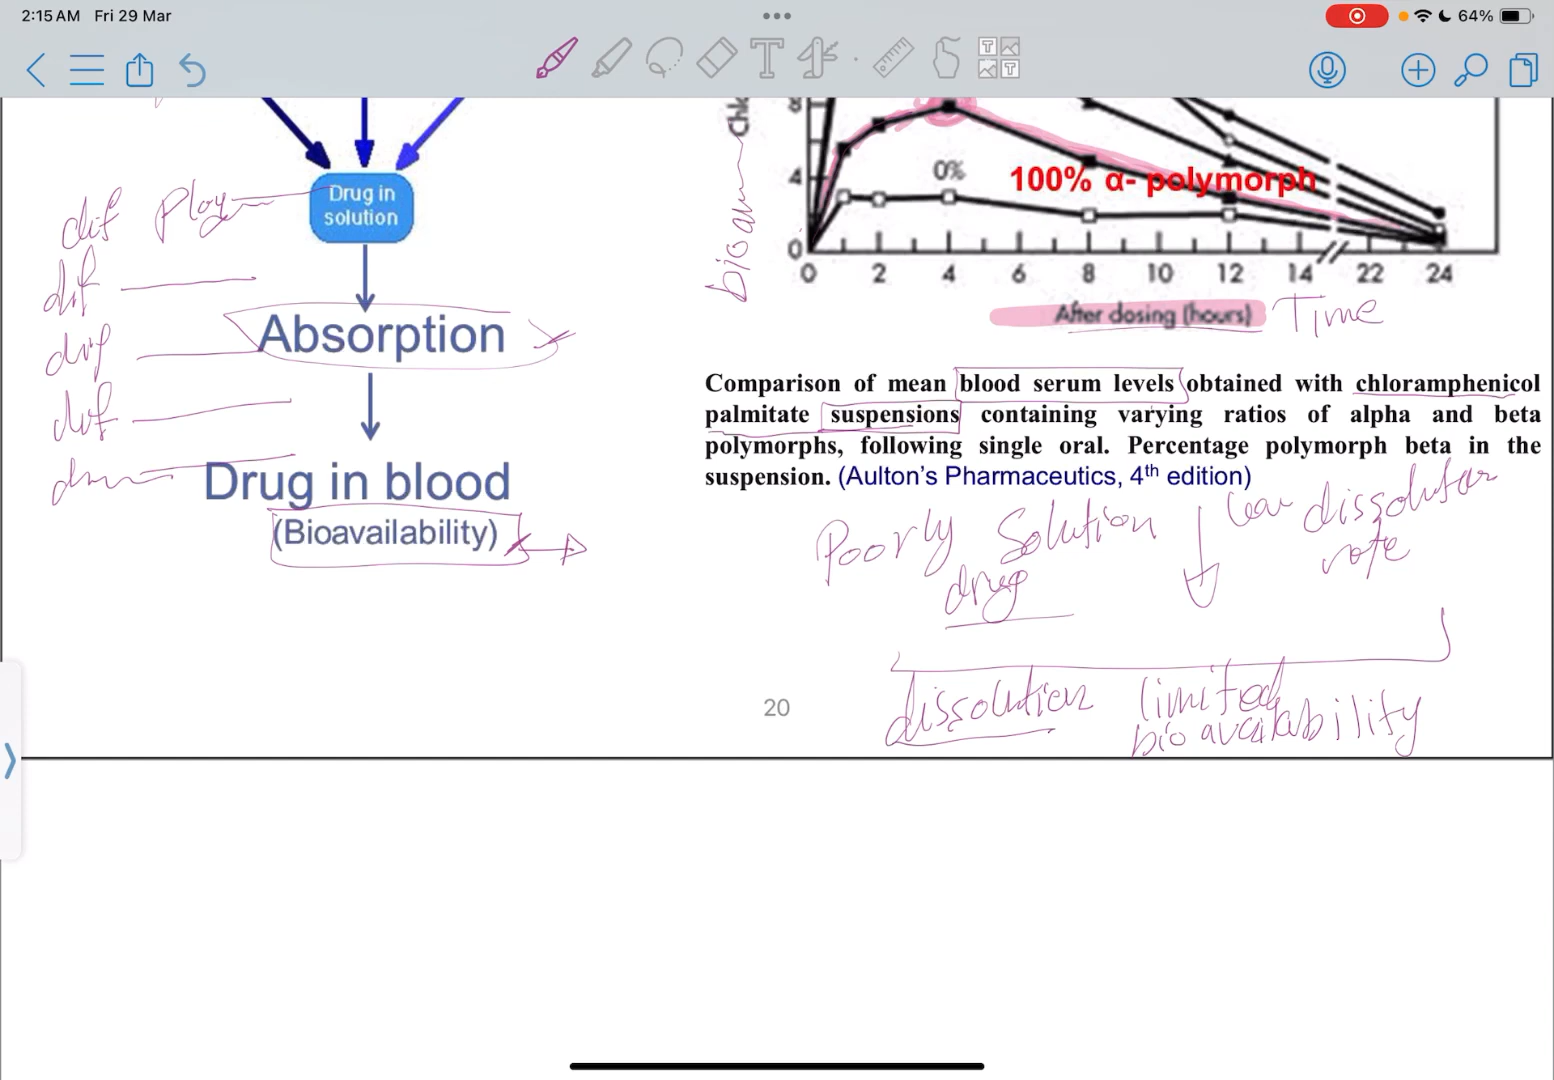 2:15 AM Fri 29 Mar
64%
Drug in
solution
dif
dif
dif
Absorption
Drug in blood
(Bioavailability)
8
4
0
0%
100% α- polymorph
0 2 4 6 8 10 12 14 22 24
After dosing (hours) Time
Comparison of mean blood serum levels obtained with chloramphenicol
palmitate suspensions containing varying ratios of alpha and beta
polymorphs, following single oral. Percentage polymorph beta in the
suspension. (Aulton's Pharmaceutics, 4th edition)
Poorly Solution
drug
rate
dissolution limited
bioavailability
20